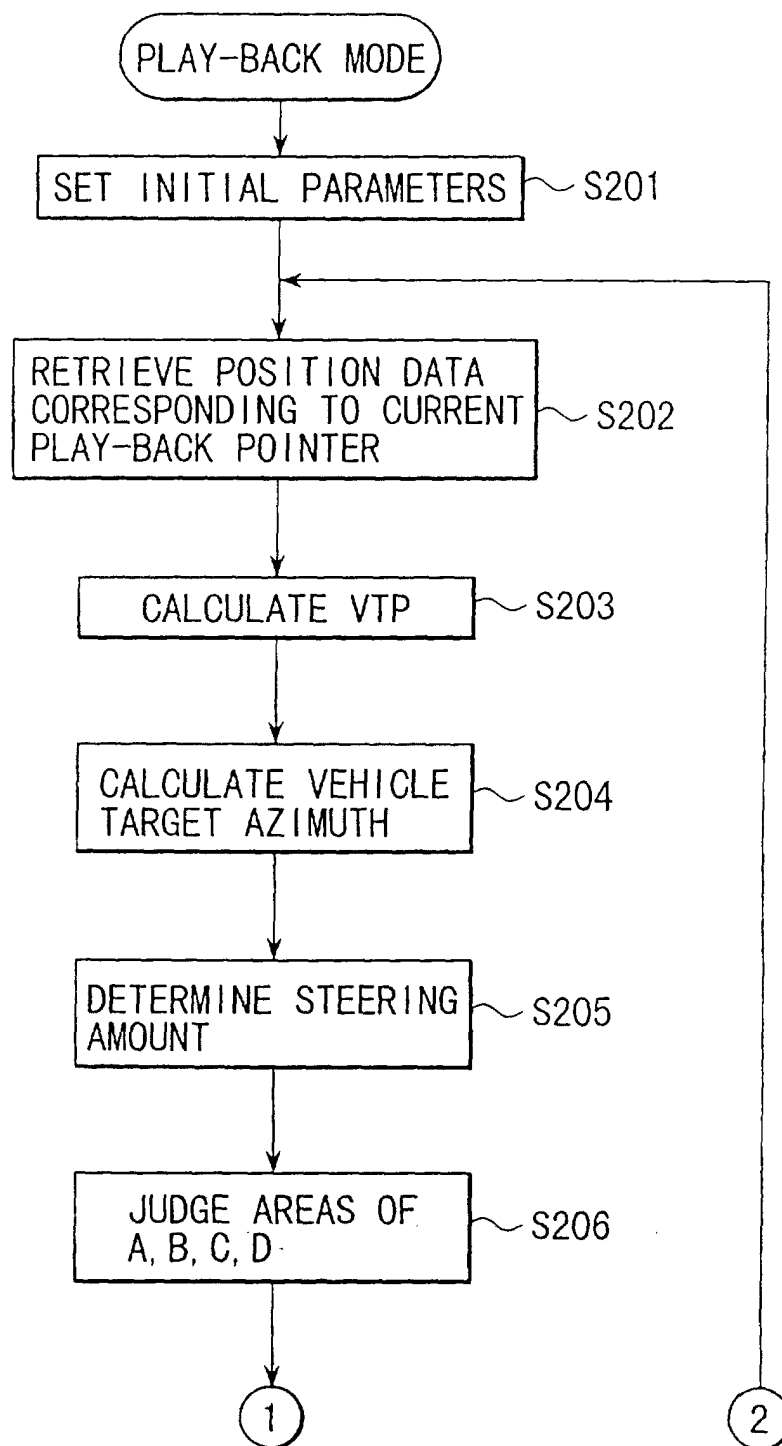 PLAY-BACK MODE
SET INITIAL PARAMETERS
S201
RETRIEVE POSITION DATA
CORRESPONDING TO CURRENT
PLAY-BACK POINTER
S202
CALCULATE VTP
S203
CALCULATE VEHICLE
TARGET AZIMUTH
S204
DETERMINE STEERING
AMOUNT
S205
JUDGE AREAS OF
A, B, C, D
S206
1
2